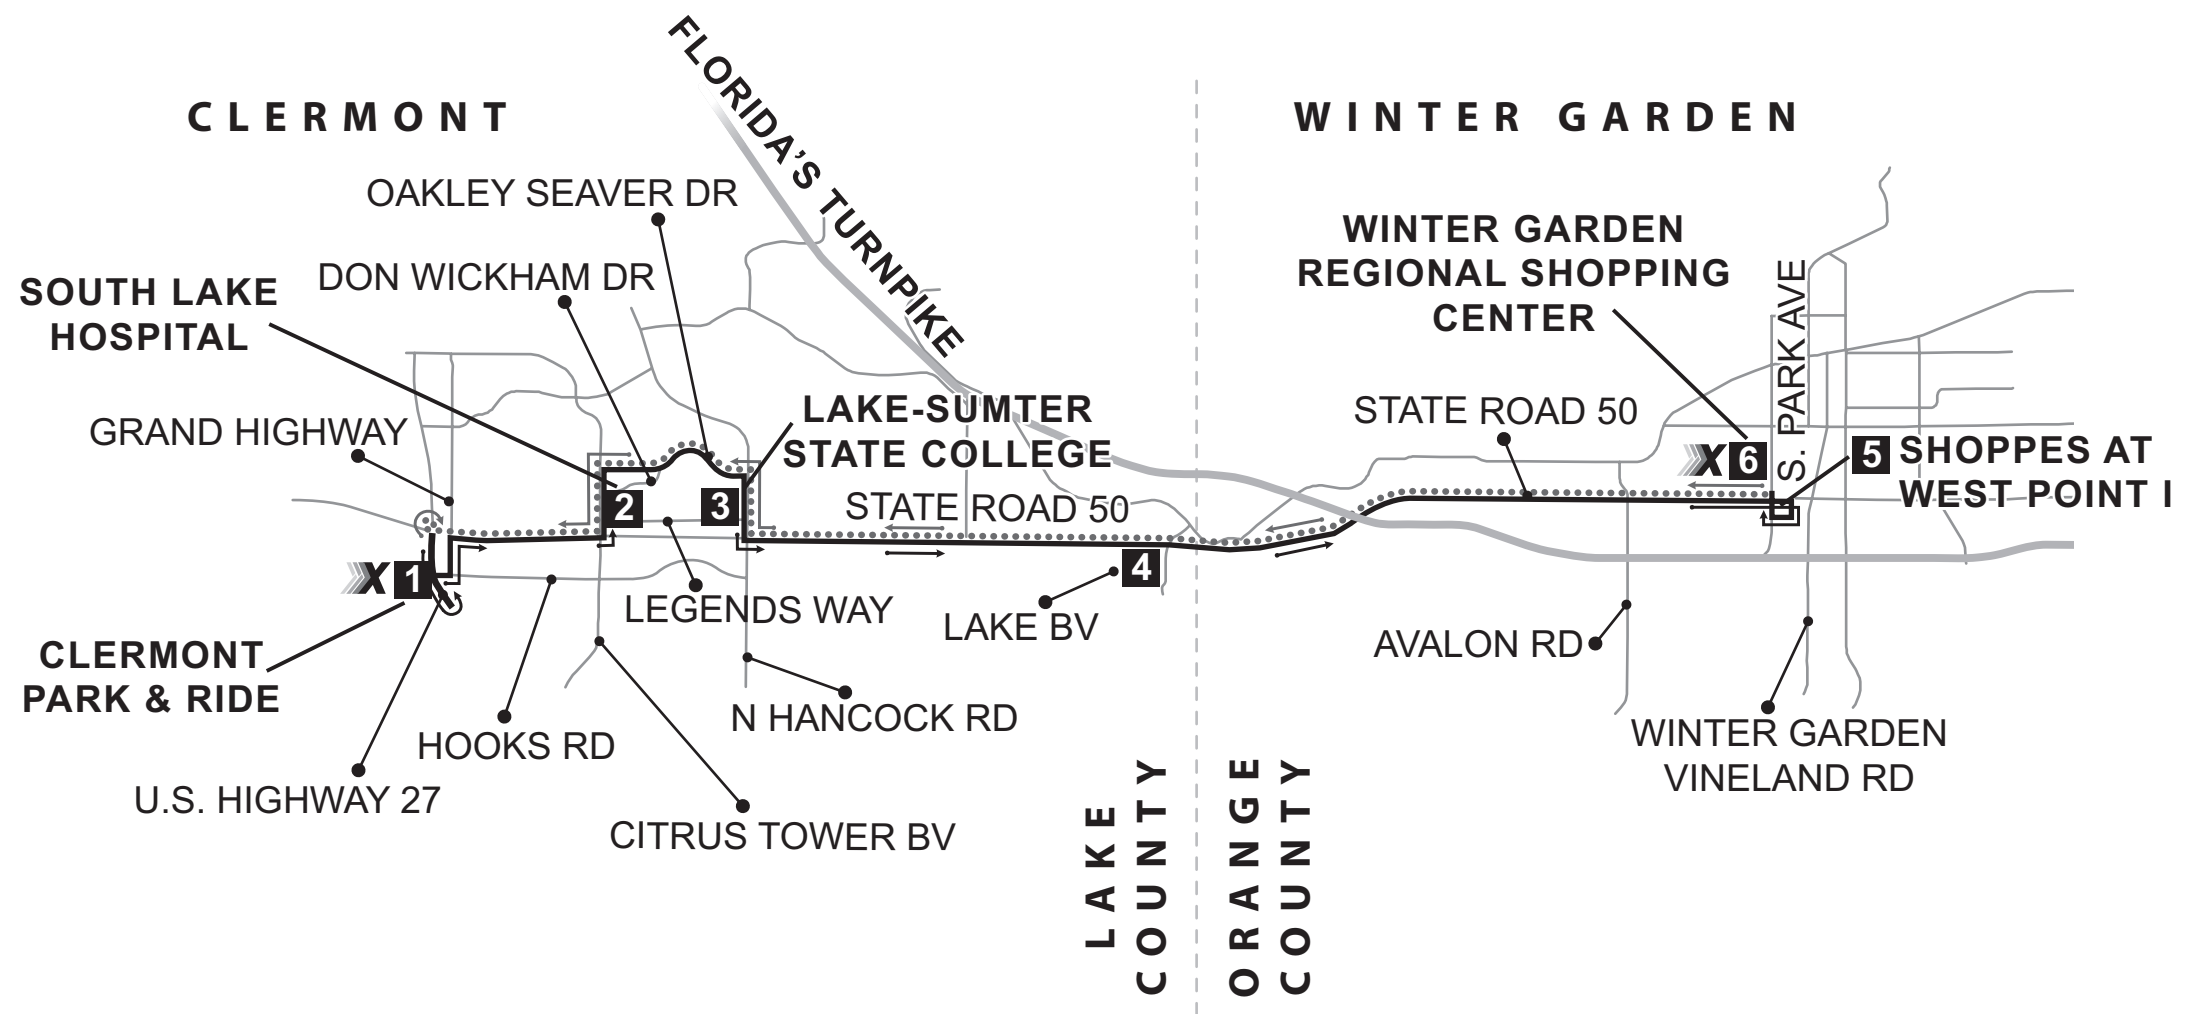 FLORIDA'S TURNPIKE
CLERMONT
WINTER GARDEN
OAKLEY SEAVER DR
DON WICKHAM DR
SOUTH LAKE
HOSPITAL
GRAND HIGHWAY
LAKE-SUMTER
STATE COLLEGE
STATE ROAD 50
2
3
X 1
4
LEGENDS WAY
LAKE BV
CLERMONT
PARK & RIDE
N HANCOCK RD
HOOKS RD
U.S. HIGHWAY 27
CITRUS TOWER BV
LAKE
COUNTY
ORANGE
COUNTY
WINTER GARDEN
REGIONAL SHOPPING
CENTER
S. PARK AVE
STATE ROAD 50
X 6
5 SHOPPES AT
WEST POINT I
AVALON RD
WINTER GARDEN
VINELAND RD